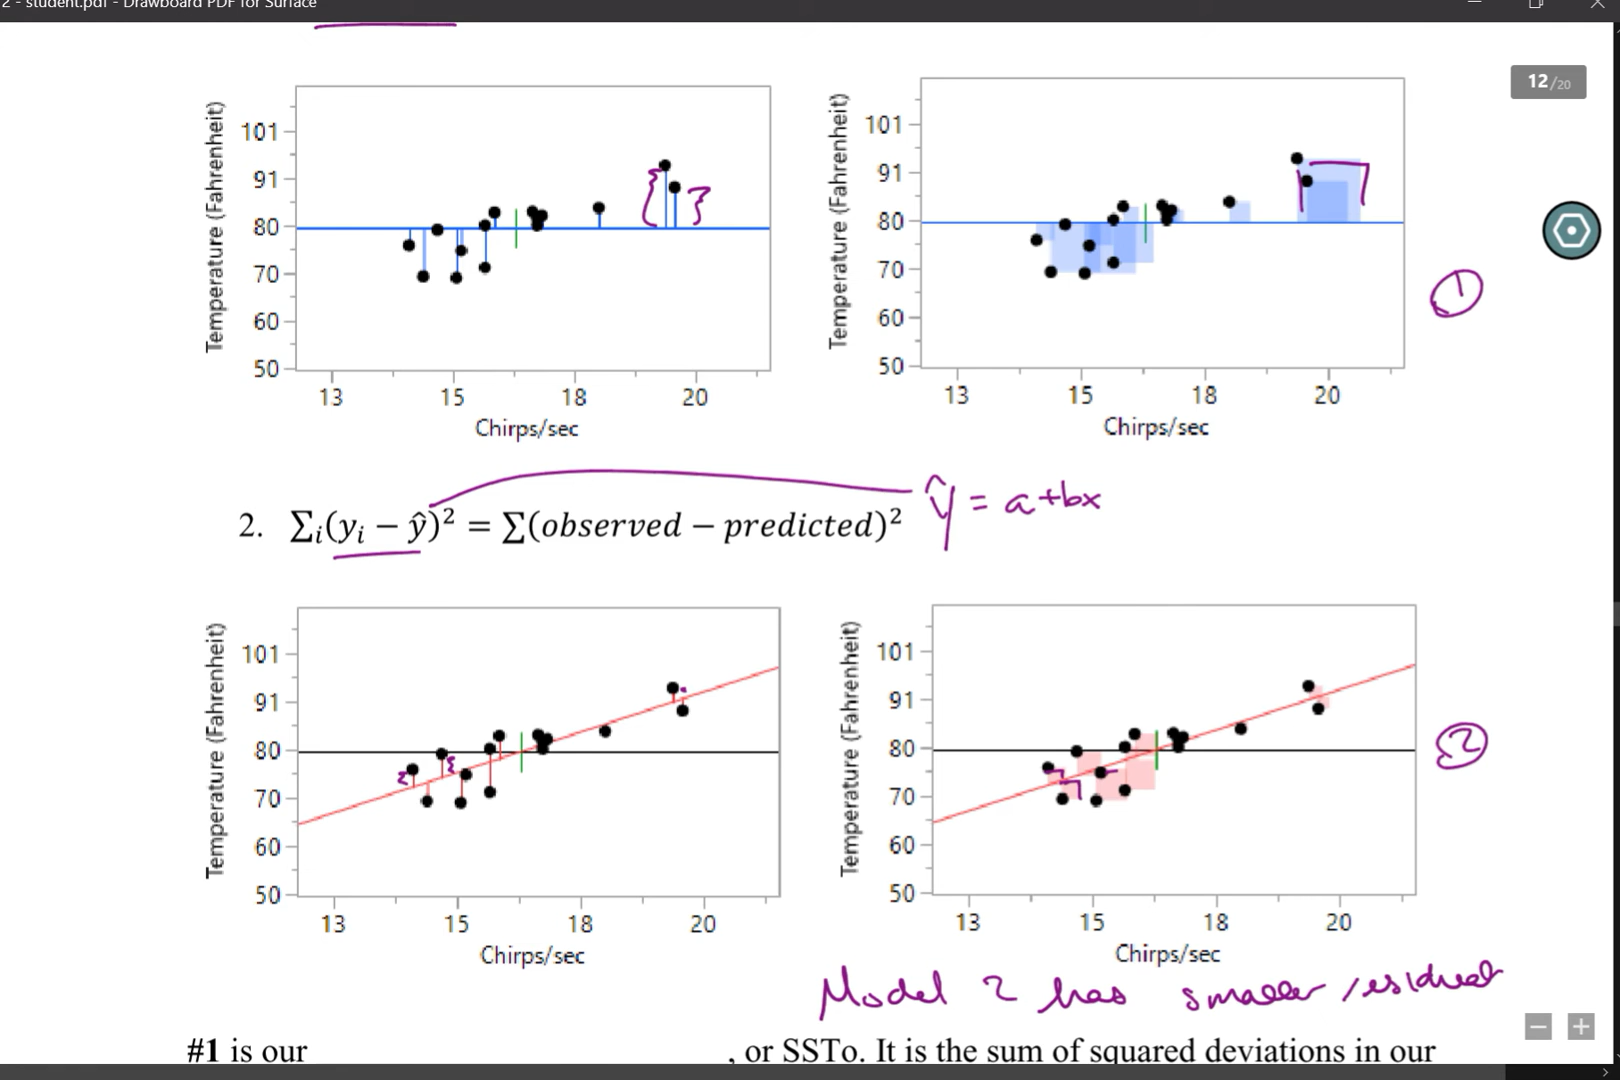 2 - student.pdf - Drawboard PDF for Surface
12/20
Temperature (Fahrenheit)
101
91
80
70
60
50
13 15 18 20
Chirps/sec
Temperature (Fahrenheit)
101
91
80
70
60
50
13 15 18 20
Chirps/sec
1
2. ∑ᵢ(yᵢ − ŷ)² = ∑(observed − predicted)²
ŷ = a+bx
Temperature (Fahrenheit)
101
91
80
70
60
50
13 15 18 20
Chirps/sec
Temperature (Fahrenheit)
101
91
80
70
60
50
13 15 18 20
Chirps/sec
2
Model 2 has smaller residual
#1 is our , or SSTo. It is the sum of squared deviations in our